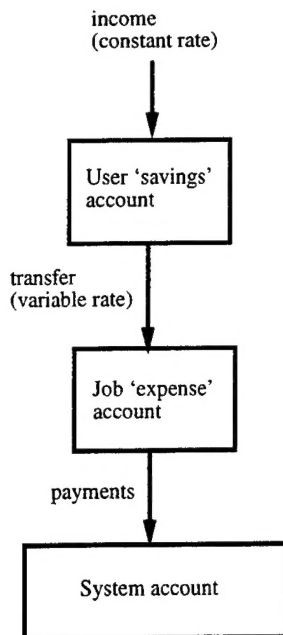 income
(constant rate)
User ‘savings’
account
transfer
(variable rate)
Job ‘expense’
account
payments
System account